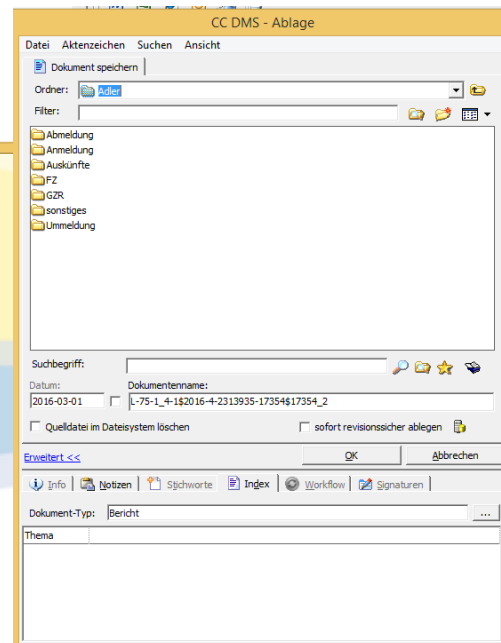 CC DMS - Ablage
Datei Aktenzeichen Suchen Ansicht
Dokument speichern
Ordner: Adler
Filter:
Abmeldung
Anmeldung
Auskünfte
FZ
GZR
sonstiges
Ummeldung
Suchbegriff:
Datum: Dokumentenname:
2016-03-01 L-75-1_4-1$2016-4-2313935-17354$17354_2
Quelldatei im Dateisystem löschen sofort revisionssicher ablegen
Erweitert << OK Abbrechen
Info Notizen Stichworte Index Workflow Signaturen
Dokument-Typ: Bericht ...
Thema